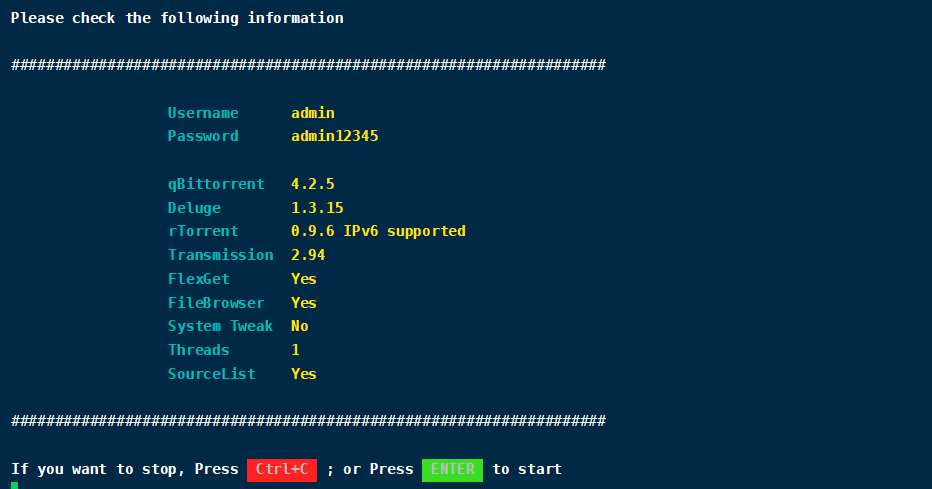 Please check the following information
####################################################################
Username admin
Password admin12345
qBittorrent 4.2.5
Deluge 1.3.15
rTorrent 0.9.6 IPv6 supported
Transmission 2.94
FlexGet Yes
FileBrowser Yes
System Tweak No
Threads 1
SourceList Yes
####################################################################
If you want to stop, Press Ctrl+C ; or Press ENTER to start